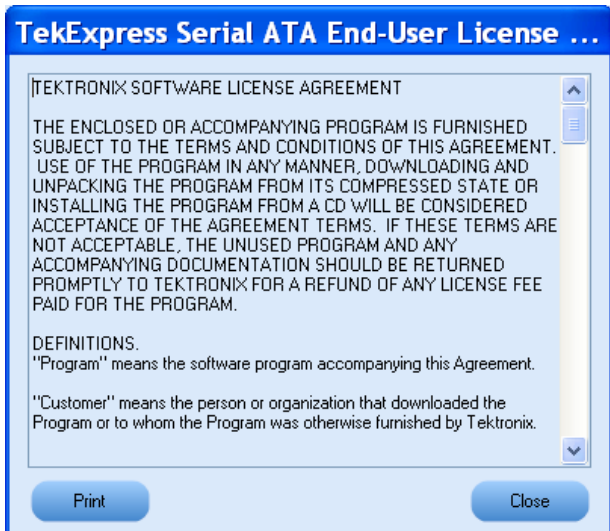 TekExpress Serial ATA End-User License ...
TEKTRONIX SOFTWARE LICENSE AGREEMENT
THE ENCLOSED OR ACCOMPANYING PROGRAM IS FURNISHED
SUBJECT TO THE TERMS AND CONDITIONS OF THIS AGREEMENT.
USE OF THE PROGRAM IN ANY MANNER, DOWNLOADING AND
UNPACKING THE PROGRAM FROM ITS COMPRESSED STATE OR
INSTALLING THE PROGRAM FROM A CD WILL BE CONSIDERED
ACCEPTANCE OF THE AGREEMENT TERMS.  IF THESE TERMS ARE
NOT ACCEPTABLE, THE UNUSED PROGRAM AND ANY
ACCOMPANYING DOCUMENTATION SHOULD BE RETURNED
PROMPTLY TO TEKTRONIX FOR A REFUND OF ANY LICENSE FEE
PAID FOR THE PROGRAM.
DEFINITIONS.
"Program" means the software program accompanying this Agreement.
"Customer" means the person or organization that downloaded the
Program or to whom the Program was otherwise furnished by Tektronix.
Print
Close